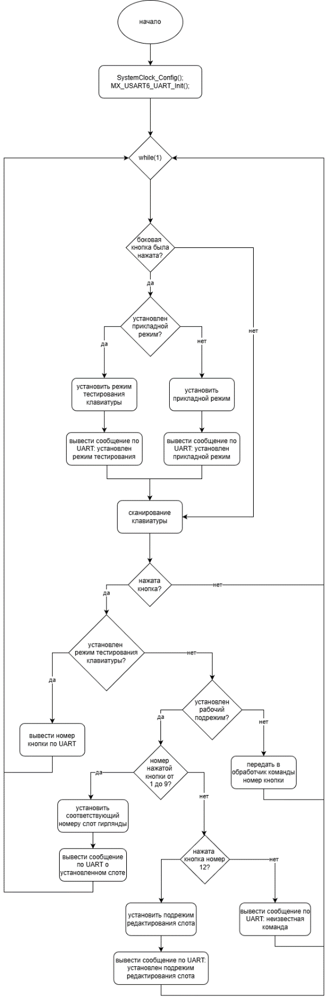 начало
SystemClock_Config();
MX_USART6_UART_Init();
while(1)
боковая
кнопка была
нажата?
да
установлен
прикладной
режим?
нет
да
нет
установить режим
тестирования
клавиатуры
установить
прикладной режим
вывести сообщение по
UART: установлен
режим тестирования
вывести сообщение по
UART: установлен
прикладной режим
сканирование
клавиатуры
нажата
кнопка?
нет
да
установлен
режим тестирования
клавиатуры?
нет
да
установлен
рабочий
подрежим?
да
нет
вывести номер
кнопки по UART
номер
нажатой
кнопки от
1 до 9?
передать в
обработчик команды
номер кнопки
да
нет
установить
соответствующий
номеру слот гирлянды
нажата
кнопка номер
12?
нет
вывести сообщение
по UART о
установленном слоте
установить подрежим
редактирования слота
вывести сообщение по
UART: неизвестная
команда
вывести сообщение по UART:
установлен подрежим
редактирования слота